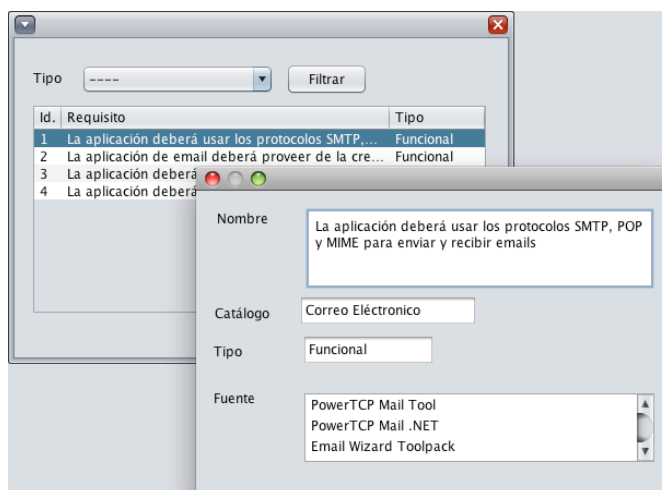 Tipo ---- Filtrar
Id. Requisito Tipo
1 La aplicación deberá usar los protocolos SMTP,... Funcional
2 La aplicación de email deberá proveer de la cre... Funcional
3 La aplicación deberá
4 La aplicación deberá
Nombre
La aplicación deberá usar los protocolos SMTP, POP
y MIME para enviar y recibir emails
Catálogo Correo Eléctronico
Tipo Funcional
Fuente
PowerTCP Mail Tool
PowerTCP Mail .NET
Email Wizard Toolpack